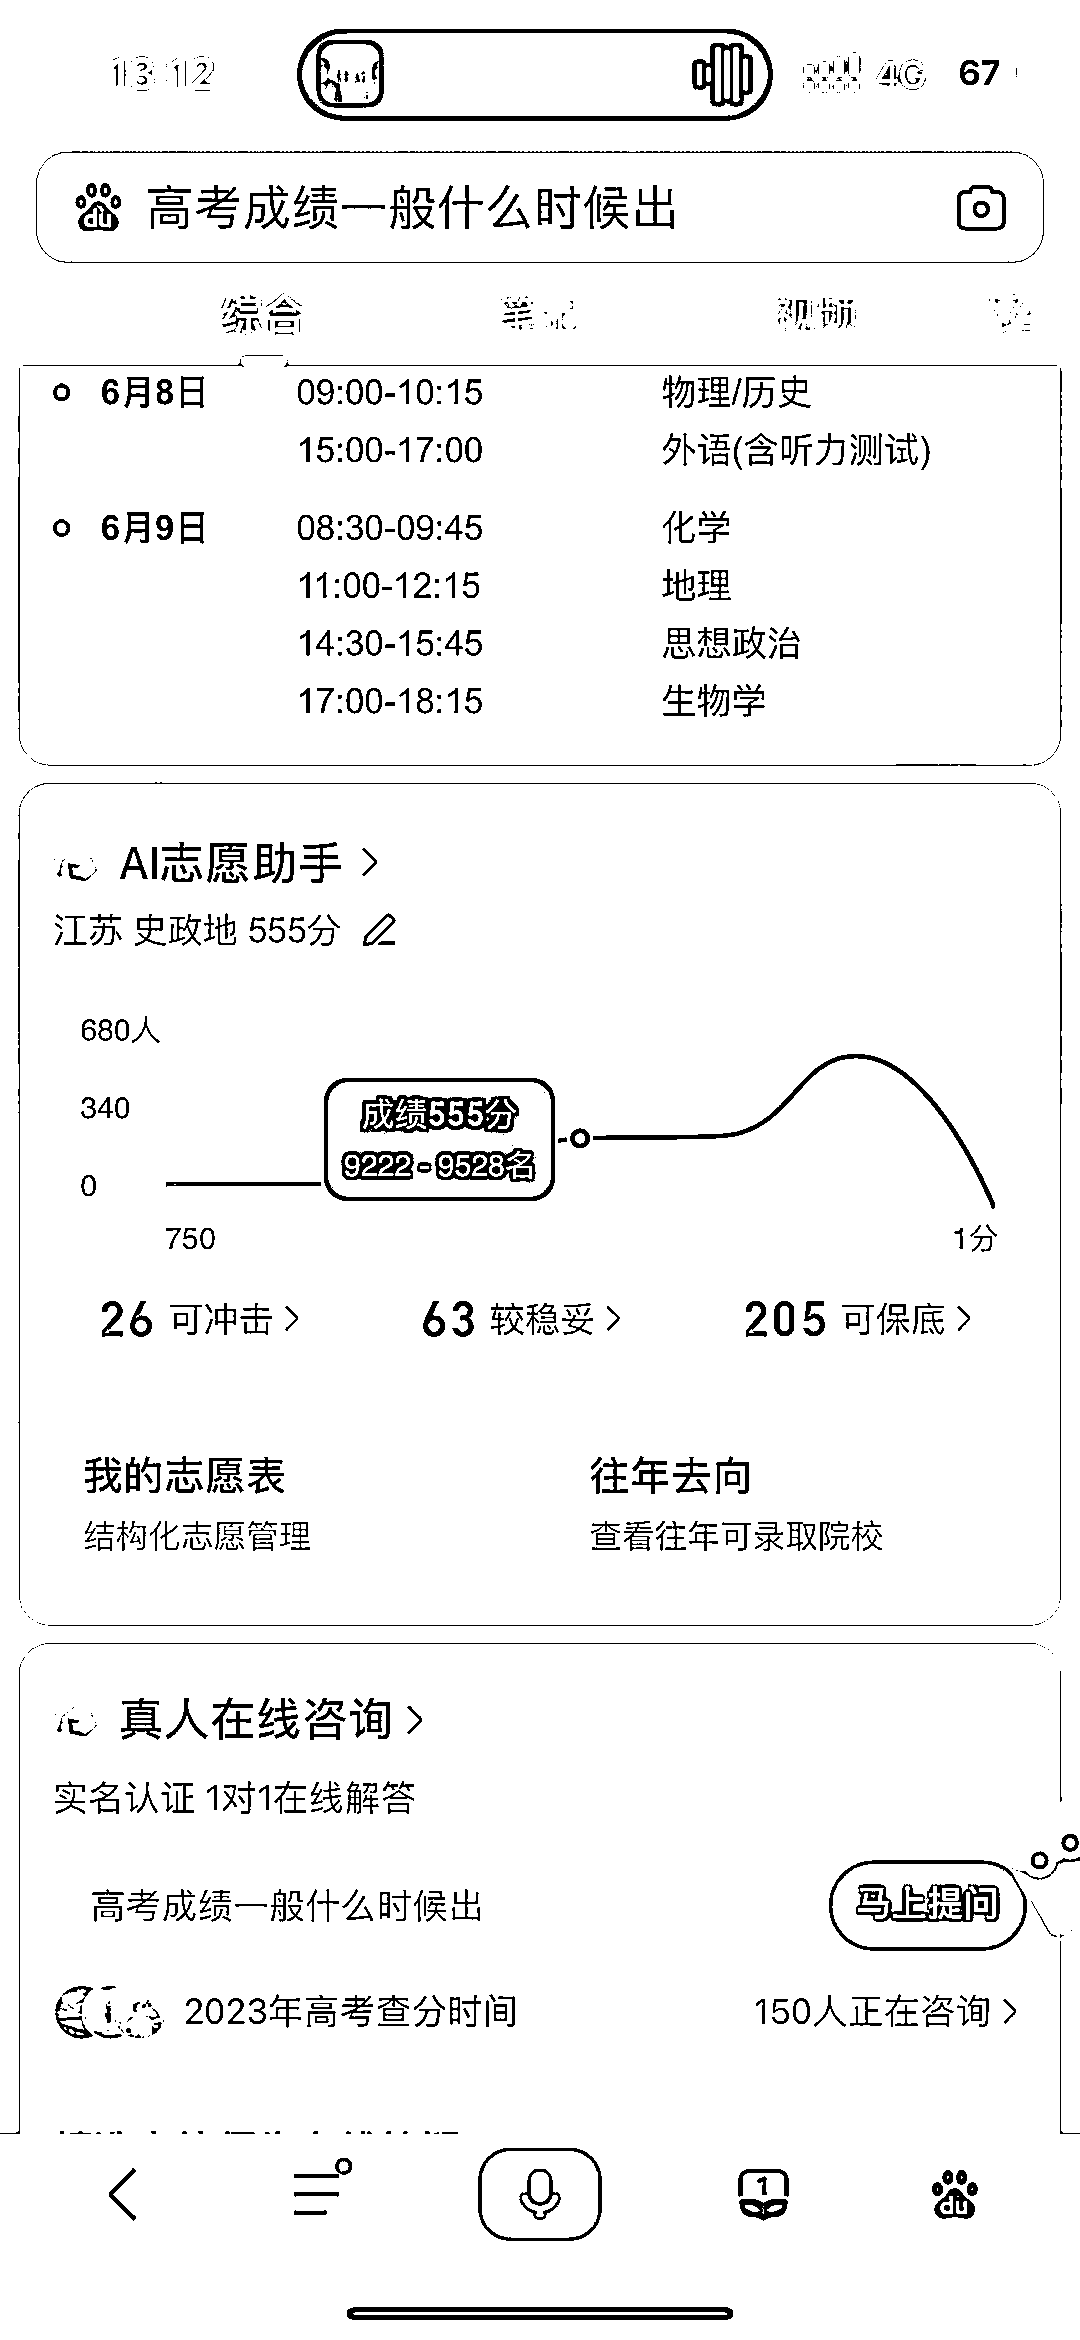 13:12
4G 67
高考成绩一般什么时候出
综合 笔记 视频
6月8日 09:00-10:15 物理/历史
15:00-17:00 外语(含听力测试)
6月9日 08:30-09:45 化学
11:00-12:15 地理
14:30-15:45 思想政治
17:00-18:15 生物学
AI志愿助手
江苏 史政地 555分
680人
340
0
成绩555分
9222-9528名
750 1分
26 可冲击 63 较稳妥 205 可保底
我的志愿表 往年去向
结构化志愿管理 查看往年可录取院校
真人在线咨询
实名认证 1对1在线解答
高考成绩一般什么时候出 马上提问
2023年高考查分时间 150人正在咨询
1 du